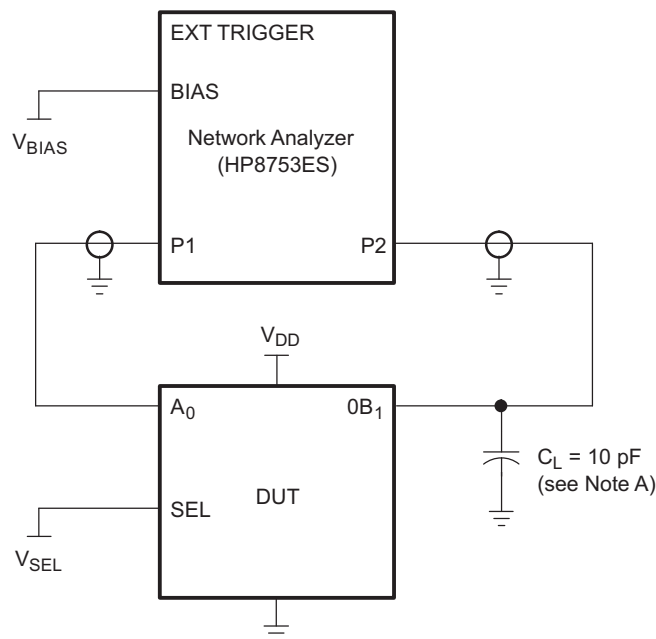 EXT TRIGGER
BIAS
V_BIAS
Network Analyzer
(HP8753ES)
P1
P2
V_DD
A_0
0B_1
C_L = 10 pF
(see Note A)
SEL
DUT
V_SEL